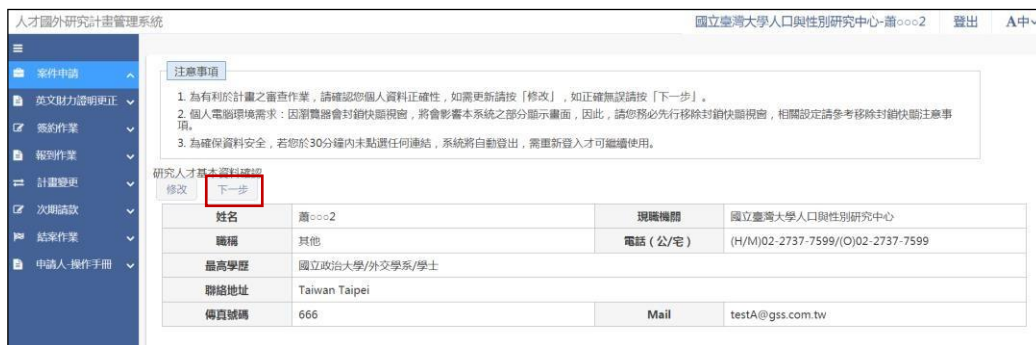 人才國外研究計畫管理系統
國立臺灣大學人口與性別研究中心-蕭○○○2 登出 A中
案件申請
英文財力證明更正
簽約作業
報到作業
計畫變更
次期請款
結案作業
申請人-操作手冊
注意事項
1. 為有利於計畫之審查作業，請確認您個人資料正確性，如需更新請按「修改」，如正確無誤請按「下一步」。
2. 個人電腦環境需求：因瀏覽器會封鎖快顯視窗，將會影響本系統之部分顯示畫面，因此，請您務必先行移除封鎖快顯視窗，相關設定請參考移除封鎖快顯注意事
項。
3. 為確保資料安全，若您於30分鐘內未點選任何連結，系統將自動登出，需重新登入才可繼續使用。
研究人才基本資料確認
修改 下一步
姓名 蕭○○○2 現職機關 國立臺灣大學人口與性別研究中心
職稱 其他 電話（公/宅） (H/M)02-2737-7599/(O)02-2737-7599
最高學歷 國立政治大學/外交學系/學士
聯絡地址 Taiwan Taipei
傳真號碼 666 Mail testA@gss.com.tw